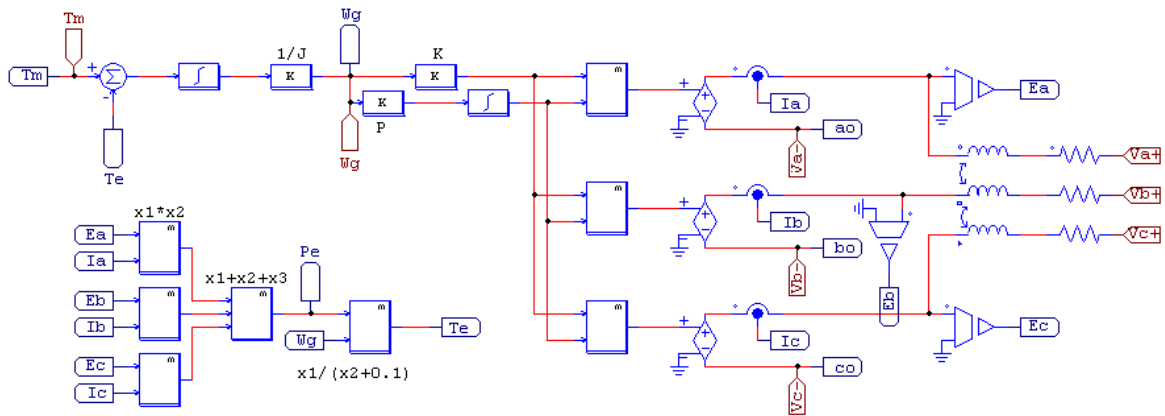 Tm
Wg
Tm
+
-
Te
1/J
K
K
K
K
P
Wg
m
+
+
-
Ia
ao
Va-
Ea
Va+
m
+
+
-
Ib
bo
Vb-
Eb
Vb+
Vc+
m
+
+
-
Ic
co
Vc-
Ec
x1*x2
Ea
Ia
m
Eb
Ib
m
Ec
Ic
m
x1+x2+x3
m
Pe
Wg
m
Te
x1/(x2+0.1)